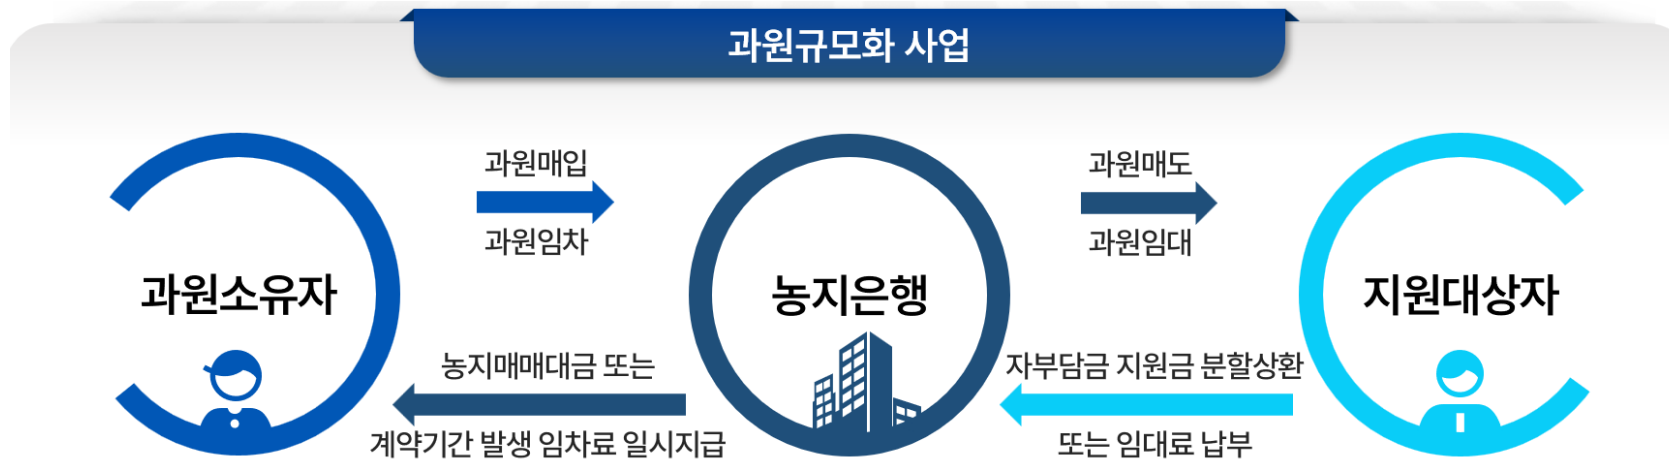 과원규모화 사업
과원매입
과원임차
과원매도
과원임대
과원소유자
농지은행
지원대상자
농지매매대금 또는
계약기간 발생 임차료 일시지급
자부담금 지원금 분할상환
또는 임대료 납부